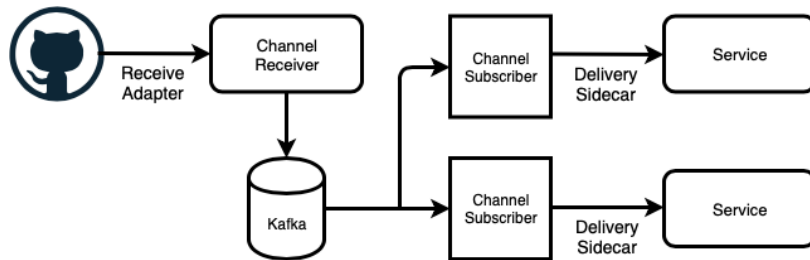 Receive
Adapter
Channel
Receiver
Kafka
Channel
Subscriber
Delivery
Sidecar
Service
Channel
Subscriber
Delivery
Sidecar
Service